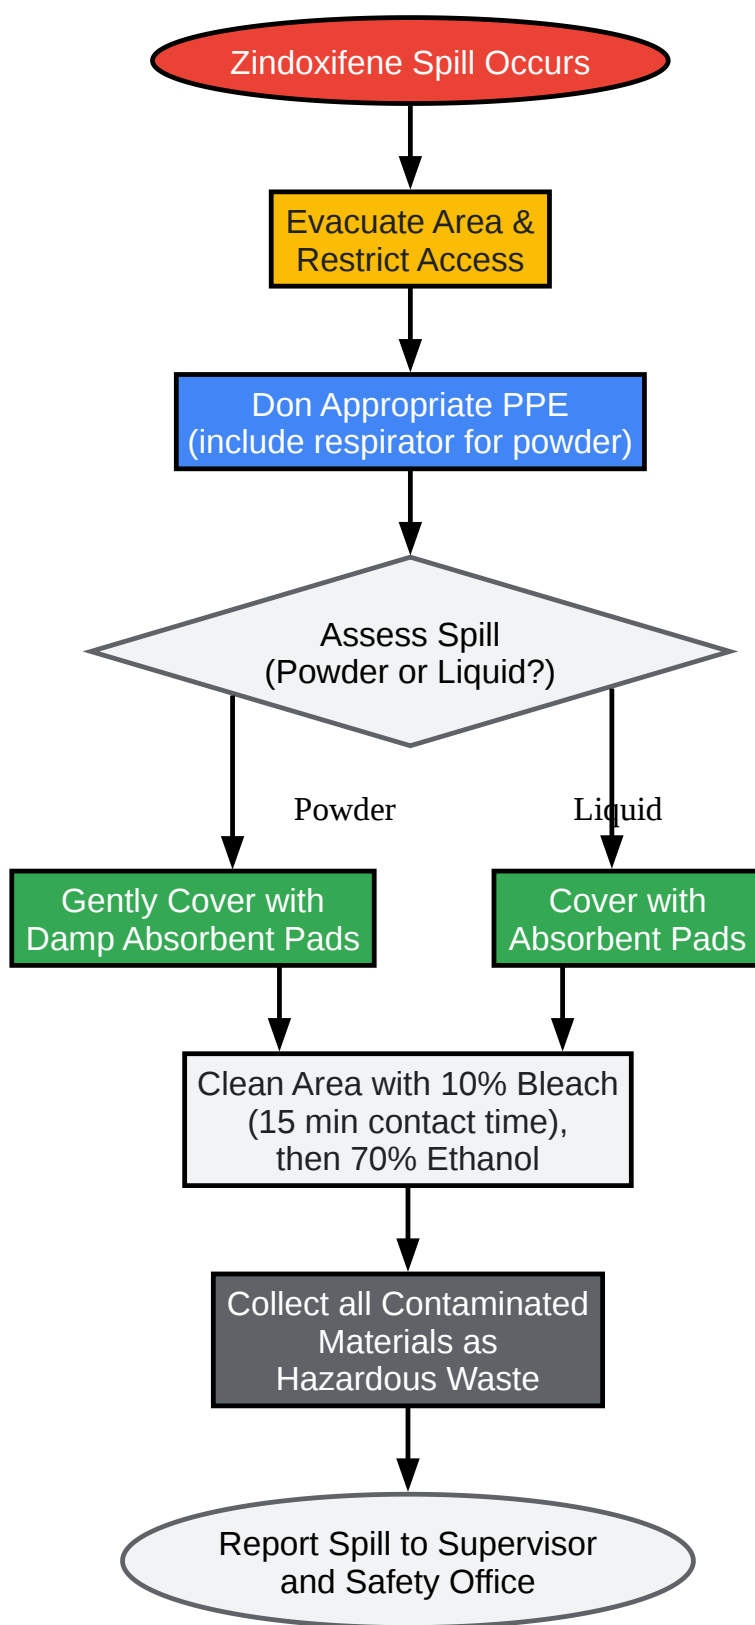 Zindoxifene Spill Occurs
Evacuate Area &
Restrict Access
Don Appropriate PPE
(include respirator for powder)
Assess Spill
(Powder or Liquid?)
Powder
Liquid
Gently Cover with
Damp Absorbent Pads
Cover with
Absorbent Pads
Clean Area with 10% Bleach
(15 min contact time),
then 70% Ethanol
Collect all Contaminated
Materials as
Hazardous Waste
Report Spill to Supervisor
and Safety Office